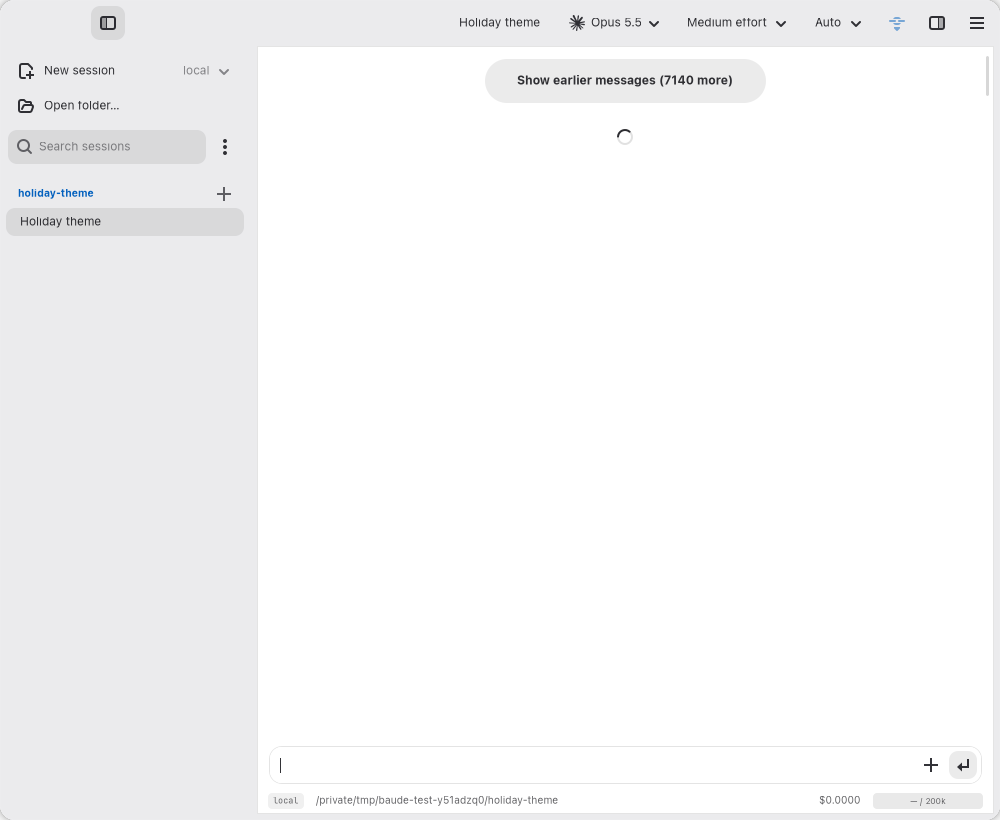 Holiday theme
Opus 5.5
Medium effort
Auto
New session
local
Open folder...
Search sessions
holiday-theme
Holiday theme
Show earlier messages (7140 more)
local
/private/tmp/baude-test-y51adzq0/holiday-theme
$0.0000
— / 200k